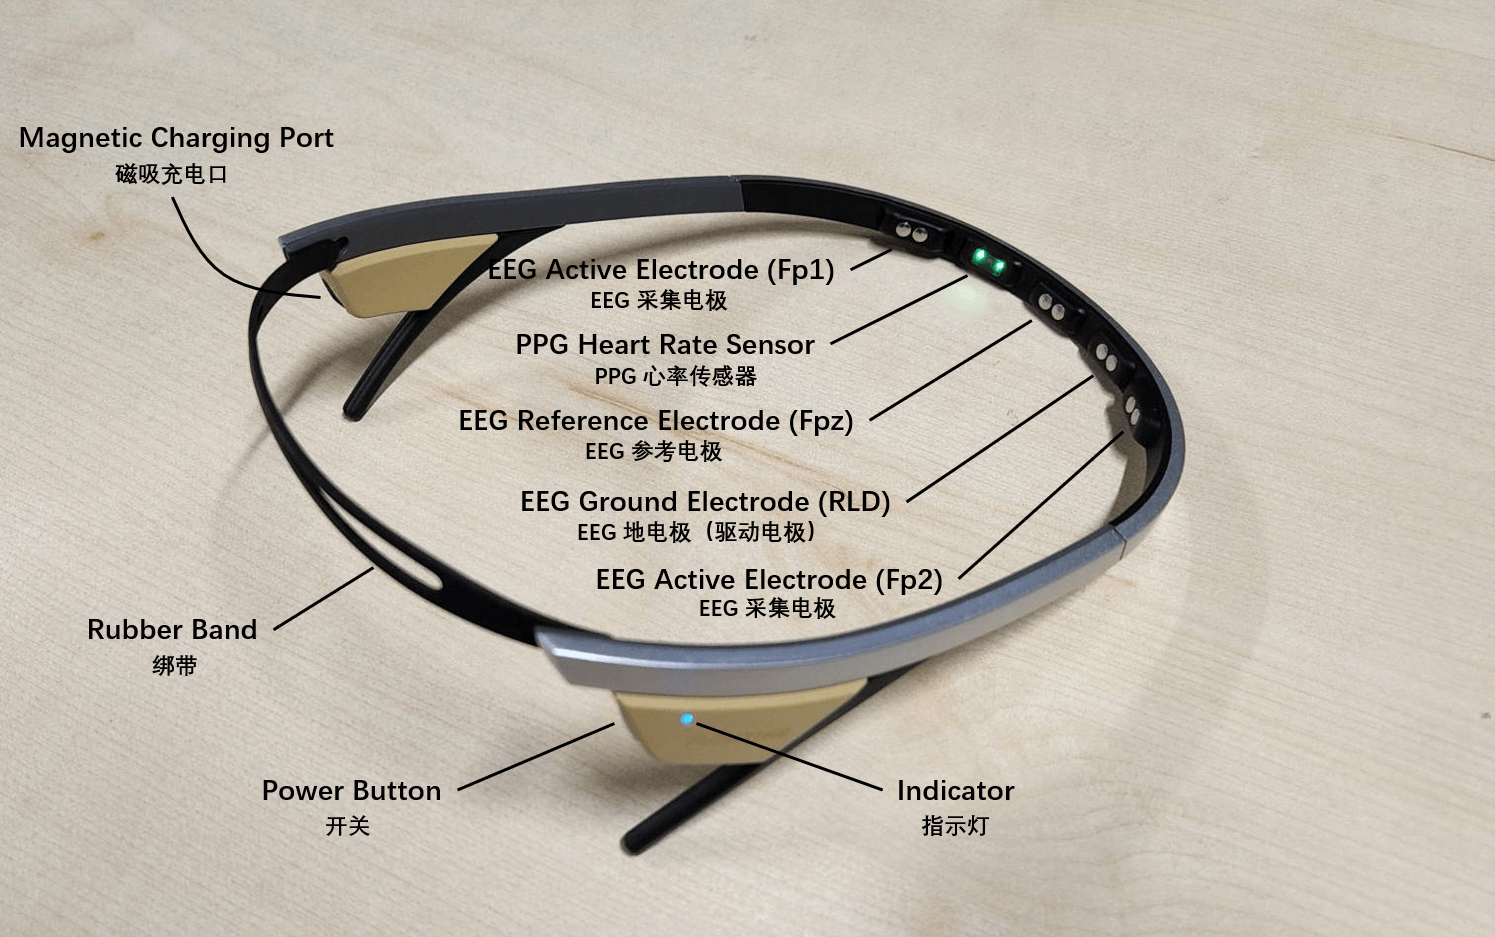 Magnetic Charging Port
磁吸充电口
EEG Active Electrode (Fp1)
EEG 采集电极
PPG Heart Rate Sensor
PPG 心率传感器
EEG Reference Electrode (Fpz)
EEG 参考电极
EEG Ground Electrode (RLD)
EEG 地电极（驱动电极）
EEG Active Electrode (Fp2)
EEG 采集电极
Rubber Band
绑带
Power Button
开关
Indicator
指示灯